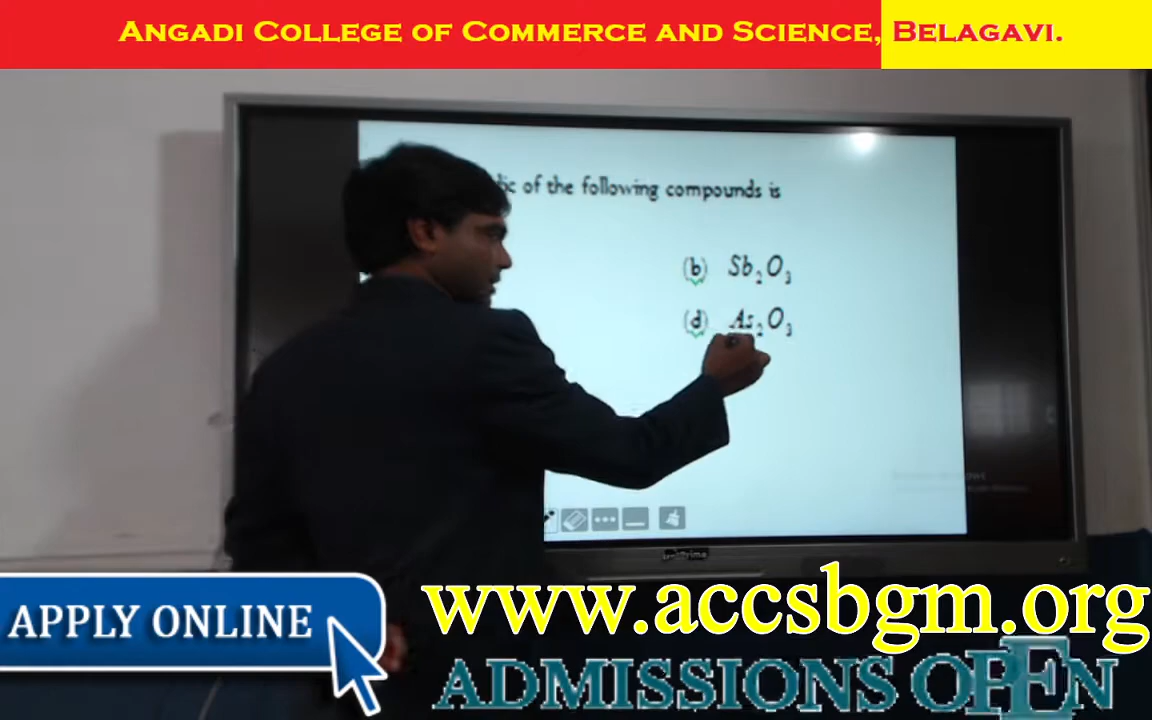 ANGADI COLLEGE OF COMMERCE AND SCIENCE, BELAGAVI.
of the following compounds is
(b) Sb₂O₃
(d) As₂O₃
APPLY ONLINE
www.accsbgm.org
ADMISSIONS OPEN